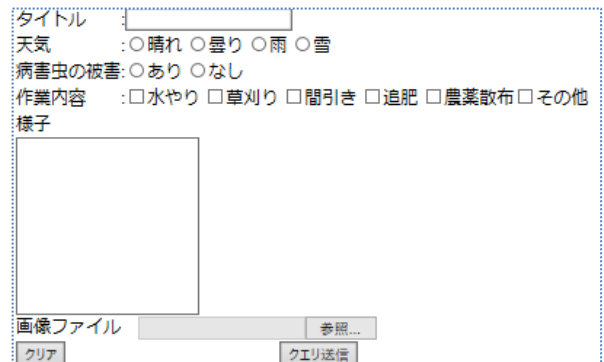 タイトル :
天気 :○晴れ ○曇り ○雨 ○雪
病害虫の被害:○あり ○なし
作業内容 :□水やり □草刈り □間引き □追肥 □農薬散布□その他
様子
画像ファイル 参照...
クリア クエリ送信